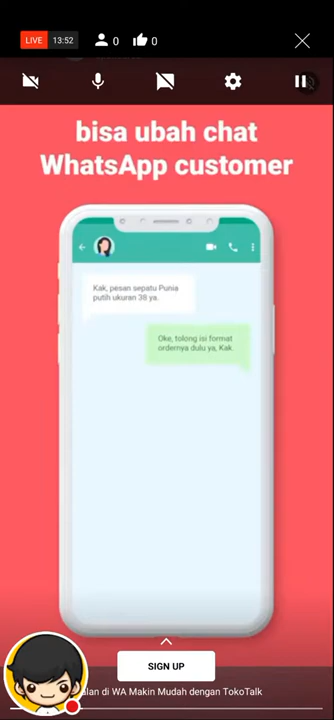 LIVE 13:52 0 0
bisa ubah chat
WhatsApp customer
Kak, pesan sepatu Punia
putih ukuran 38 ya.
Oke, tolong isi format
ordernya dulu ya, Kak.
SIGN UP
alan di WA Makin Mudah dengan TokoTalk